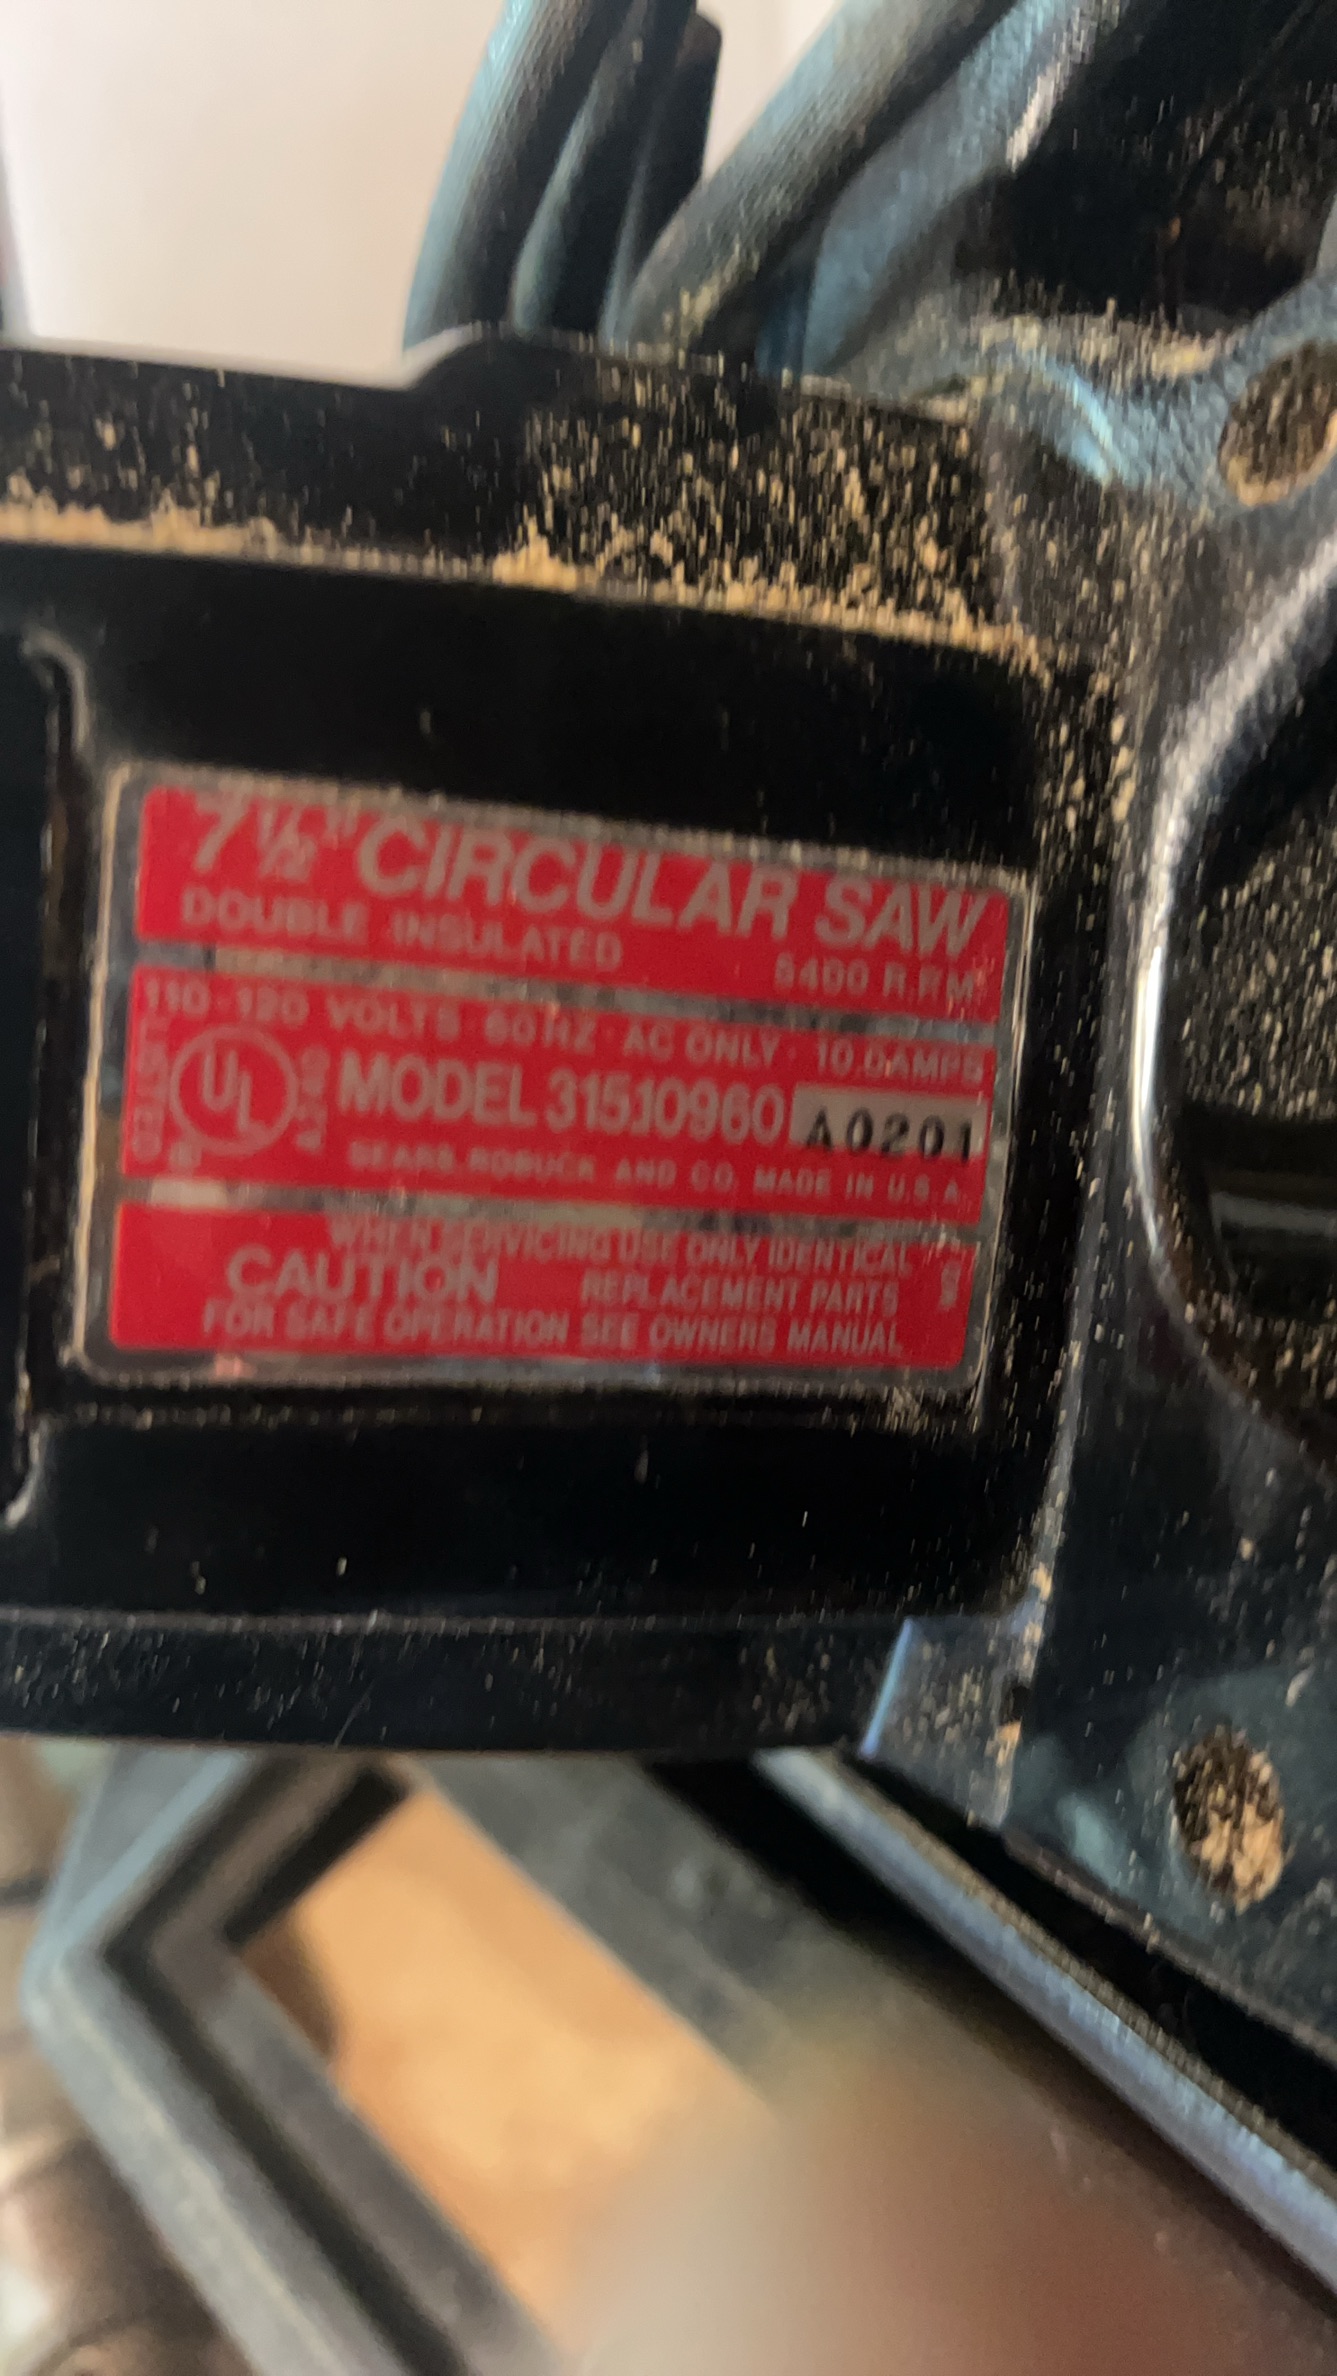 7 1/2" CIRCULAR SAW
DOUBLE INSULATED 5400 R.P.M.
110-120 VOLTS · 60 HZ · AC ONLY · 10.0 AMPS
UL MODEL 315.10960 A0201
SEARS, ROEBUCK AND CO. MADE IN U.S.A.
WHEN SERVICING USE ONLY IDENTICAL
CAUTION REPLACEMENT PARTS
FOR SAFE OPERATION SEE OWNERS MANUAL